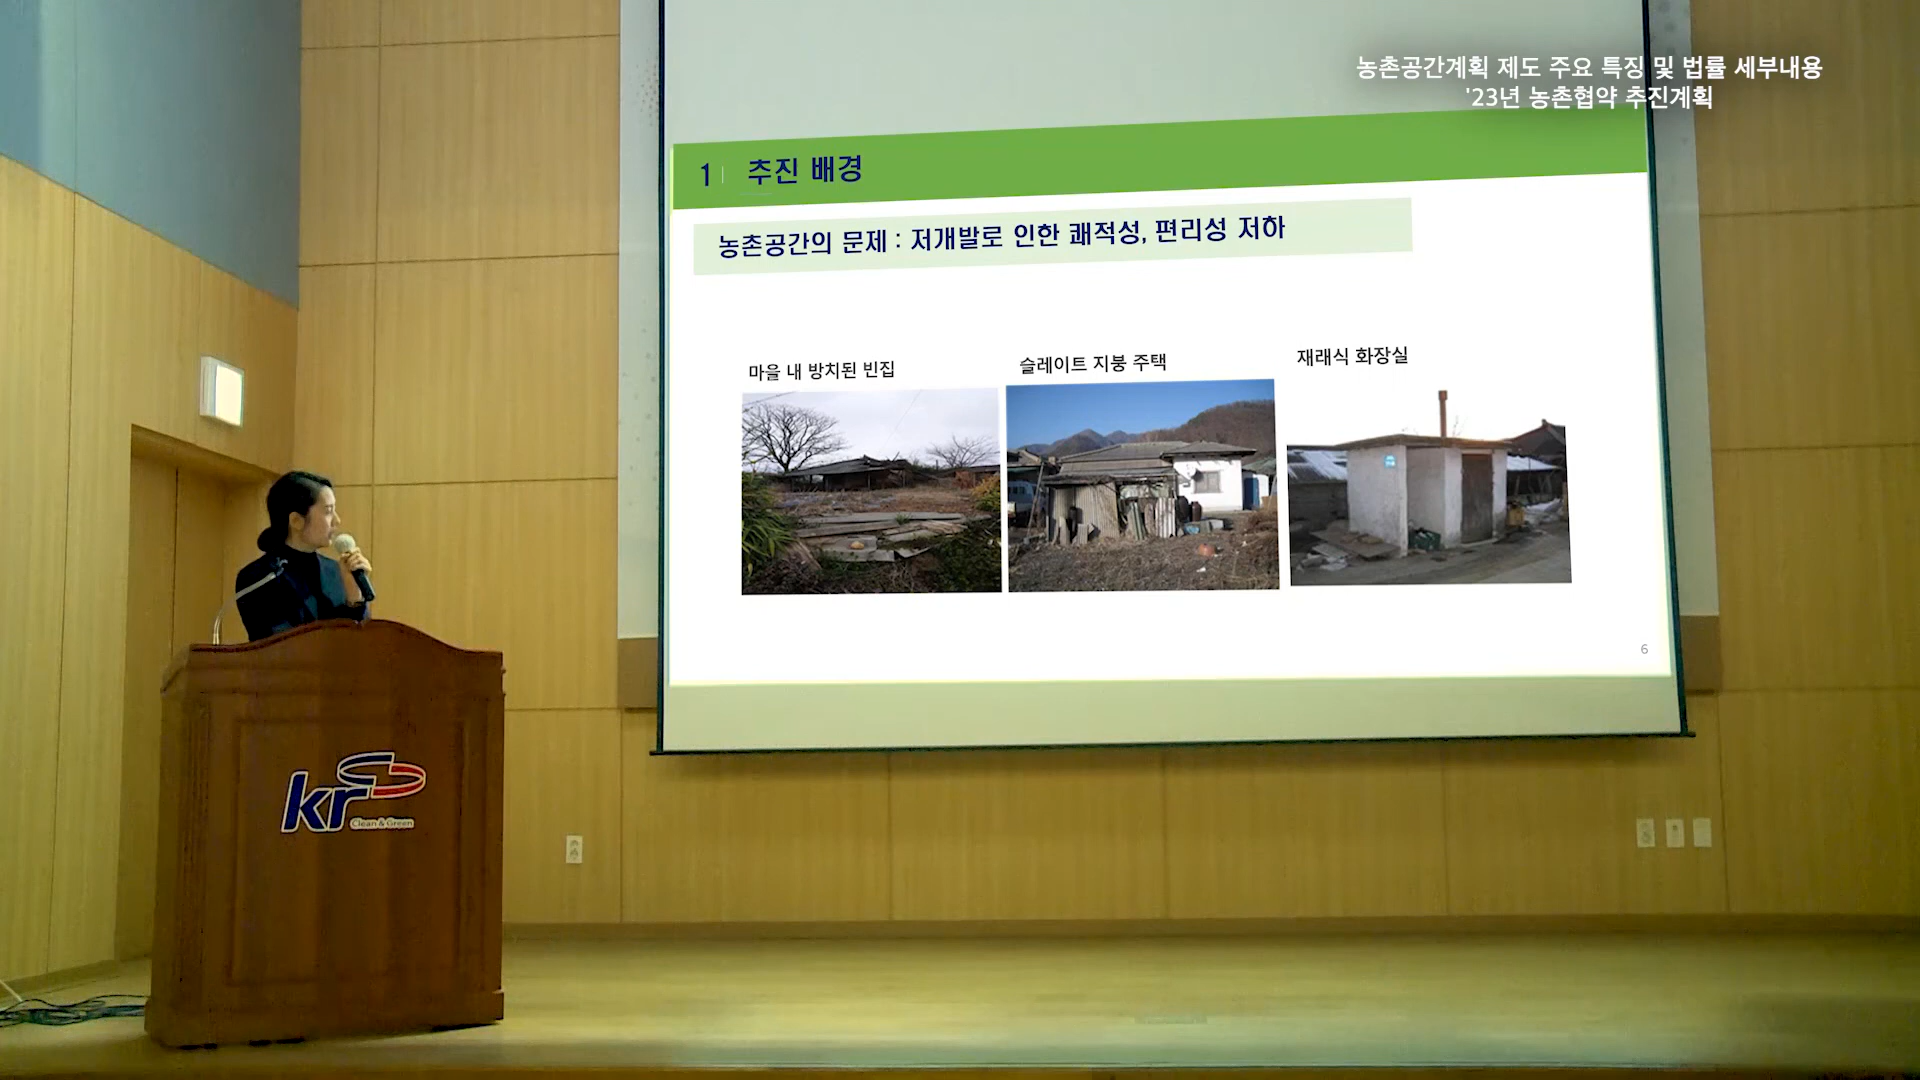 농촌공간계획 제도 주요 특징 및 법률 세부내용
'23년 농촌협약 추진계획
1 추진 배경
농촌공간의 문제 : 저개발로 인한 쾌적성, 편리성 저하
마을 내 방치된 빈집
슬레이트 지붕 주택
재래식 화장실
6
kr
Clean & Green